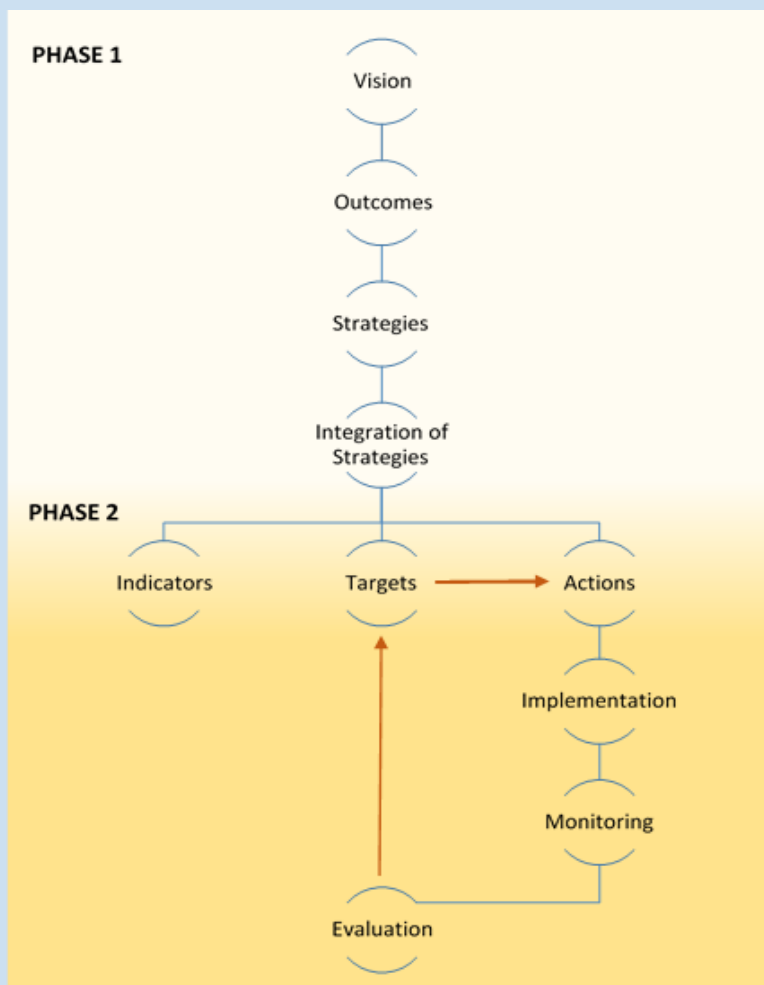 PHASE 1
Vision
Outcomes
Strategies
Integration of
Strategies
PHASE 2
Indicators
Targets
Actions
Implementation
Monitoring
Evaluation